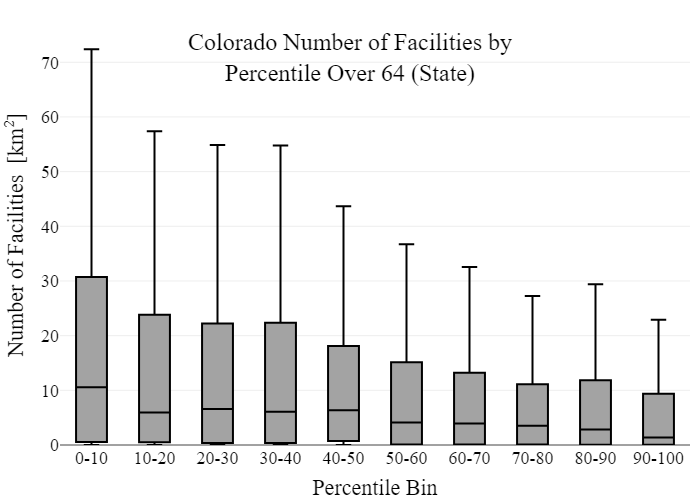 Colorado Number of Facilities by
Percentile Over 64 (State)
Number of Facilities [km²]
70
60
50
40
30
20
10
0
0-10 10-20 20-30 30-40 40-50 50-60 60-70 70-80 80-90 90-100
Percentile Bin